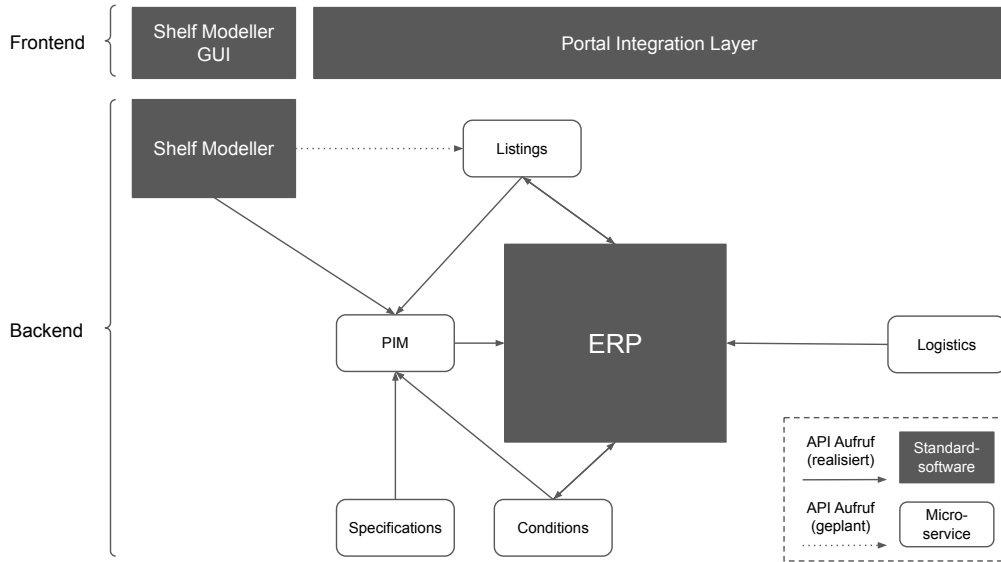 Frontend
Shelf Modeller
GUI
Portal Integration Layer
Shelf Modeller
Listings
Backend
PIM
ERP
Logistics
Specifications
Conditions
API Aufruf
(realisiert)
Standard-
software
API Aufruf
(geplant)
Micro-
service